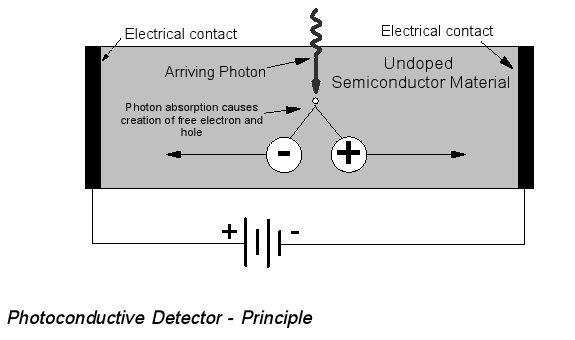 Electrical contact
Electrical contact
Arriving Photon
Undoped
Semiconductor Material
Photon absorption causes
creation of free electron and
hole
- +
+ -
Photoconductive Detector - Principle